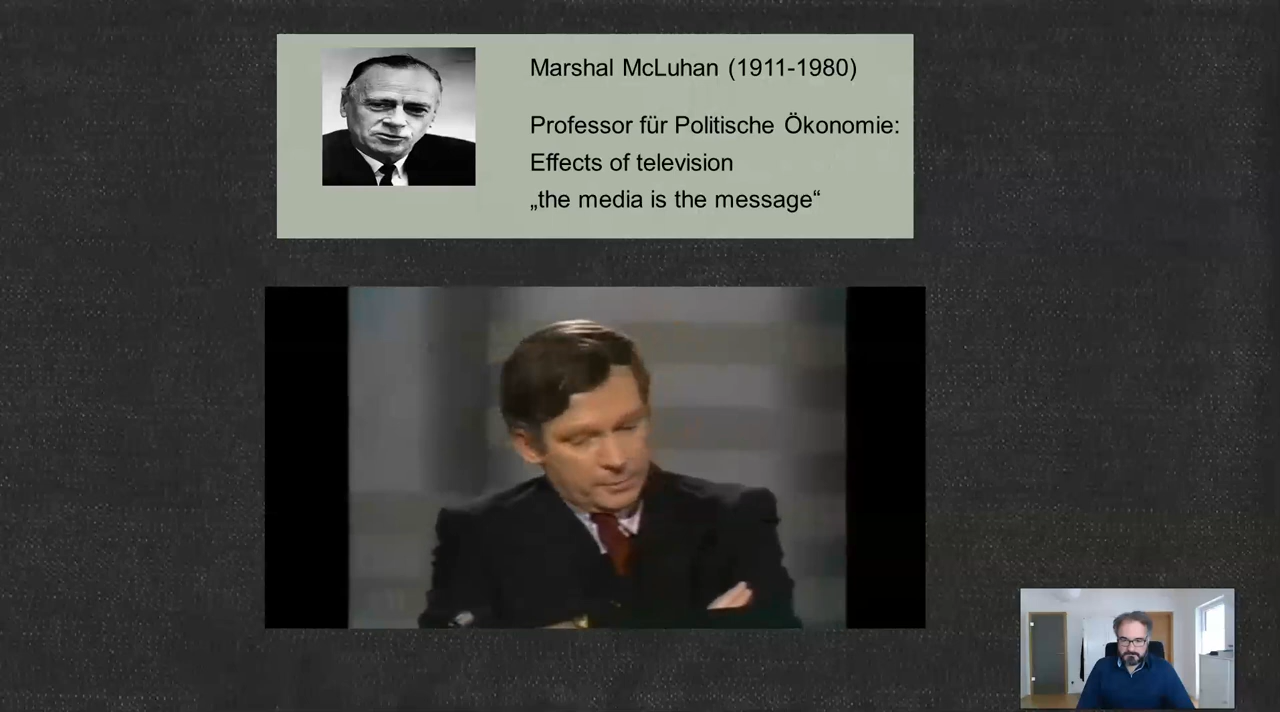 Marshal McLuhan (1911-1980)
Professor für Politische Ökonomie:
Effects of television
„the media is the message“